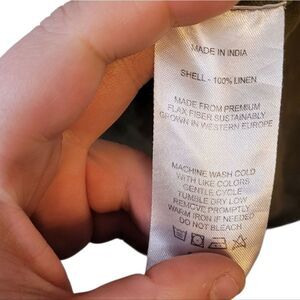 MADE IN INDIA
SHELL - 100% LINEN
MADE FROM PREMIUM
FLAX FIBER SUSTAINABLY
GROWN IN WESTERN EUROPE
MACHINE WASH COLD
WITH LIKE COLORS
GENTLE CYCLE
TUMBLE DRY LOW
REMOVE PROMPTLY
WARM IRON IF NEEDED
DO NOT BLEACH